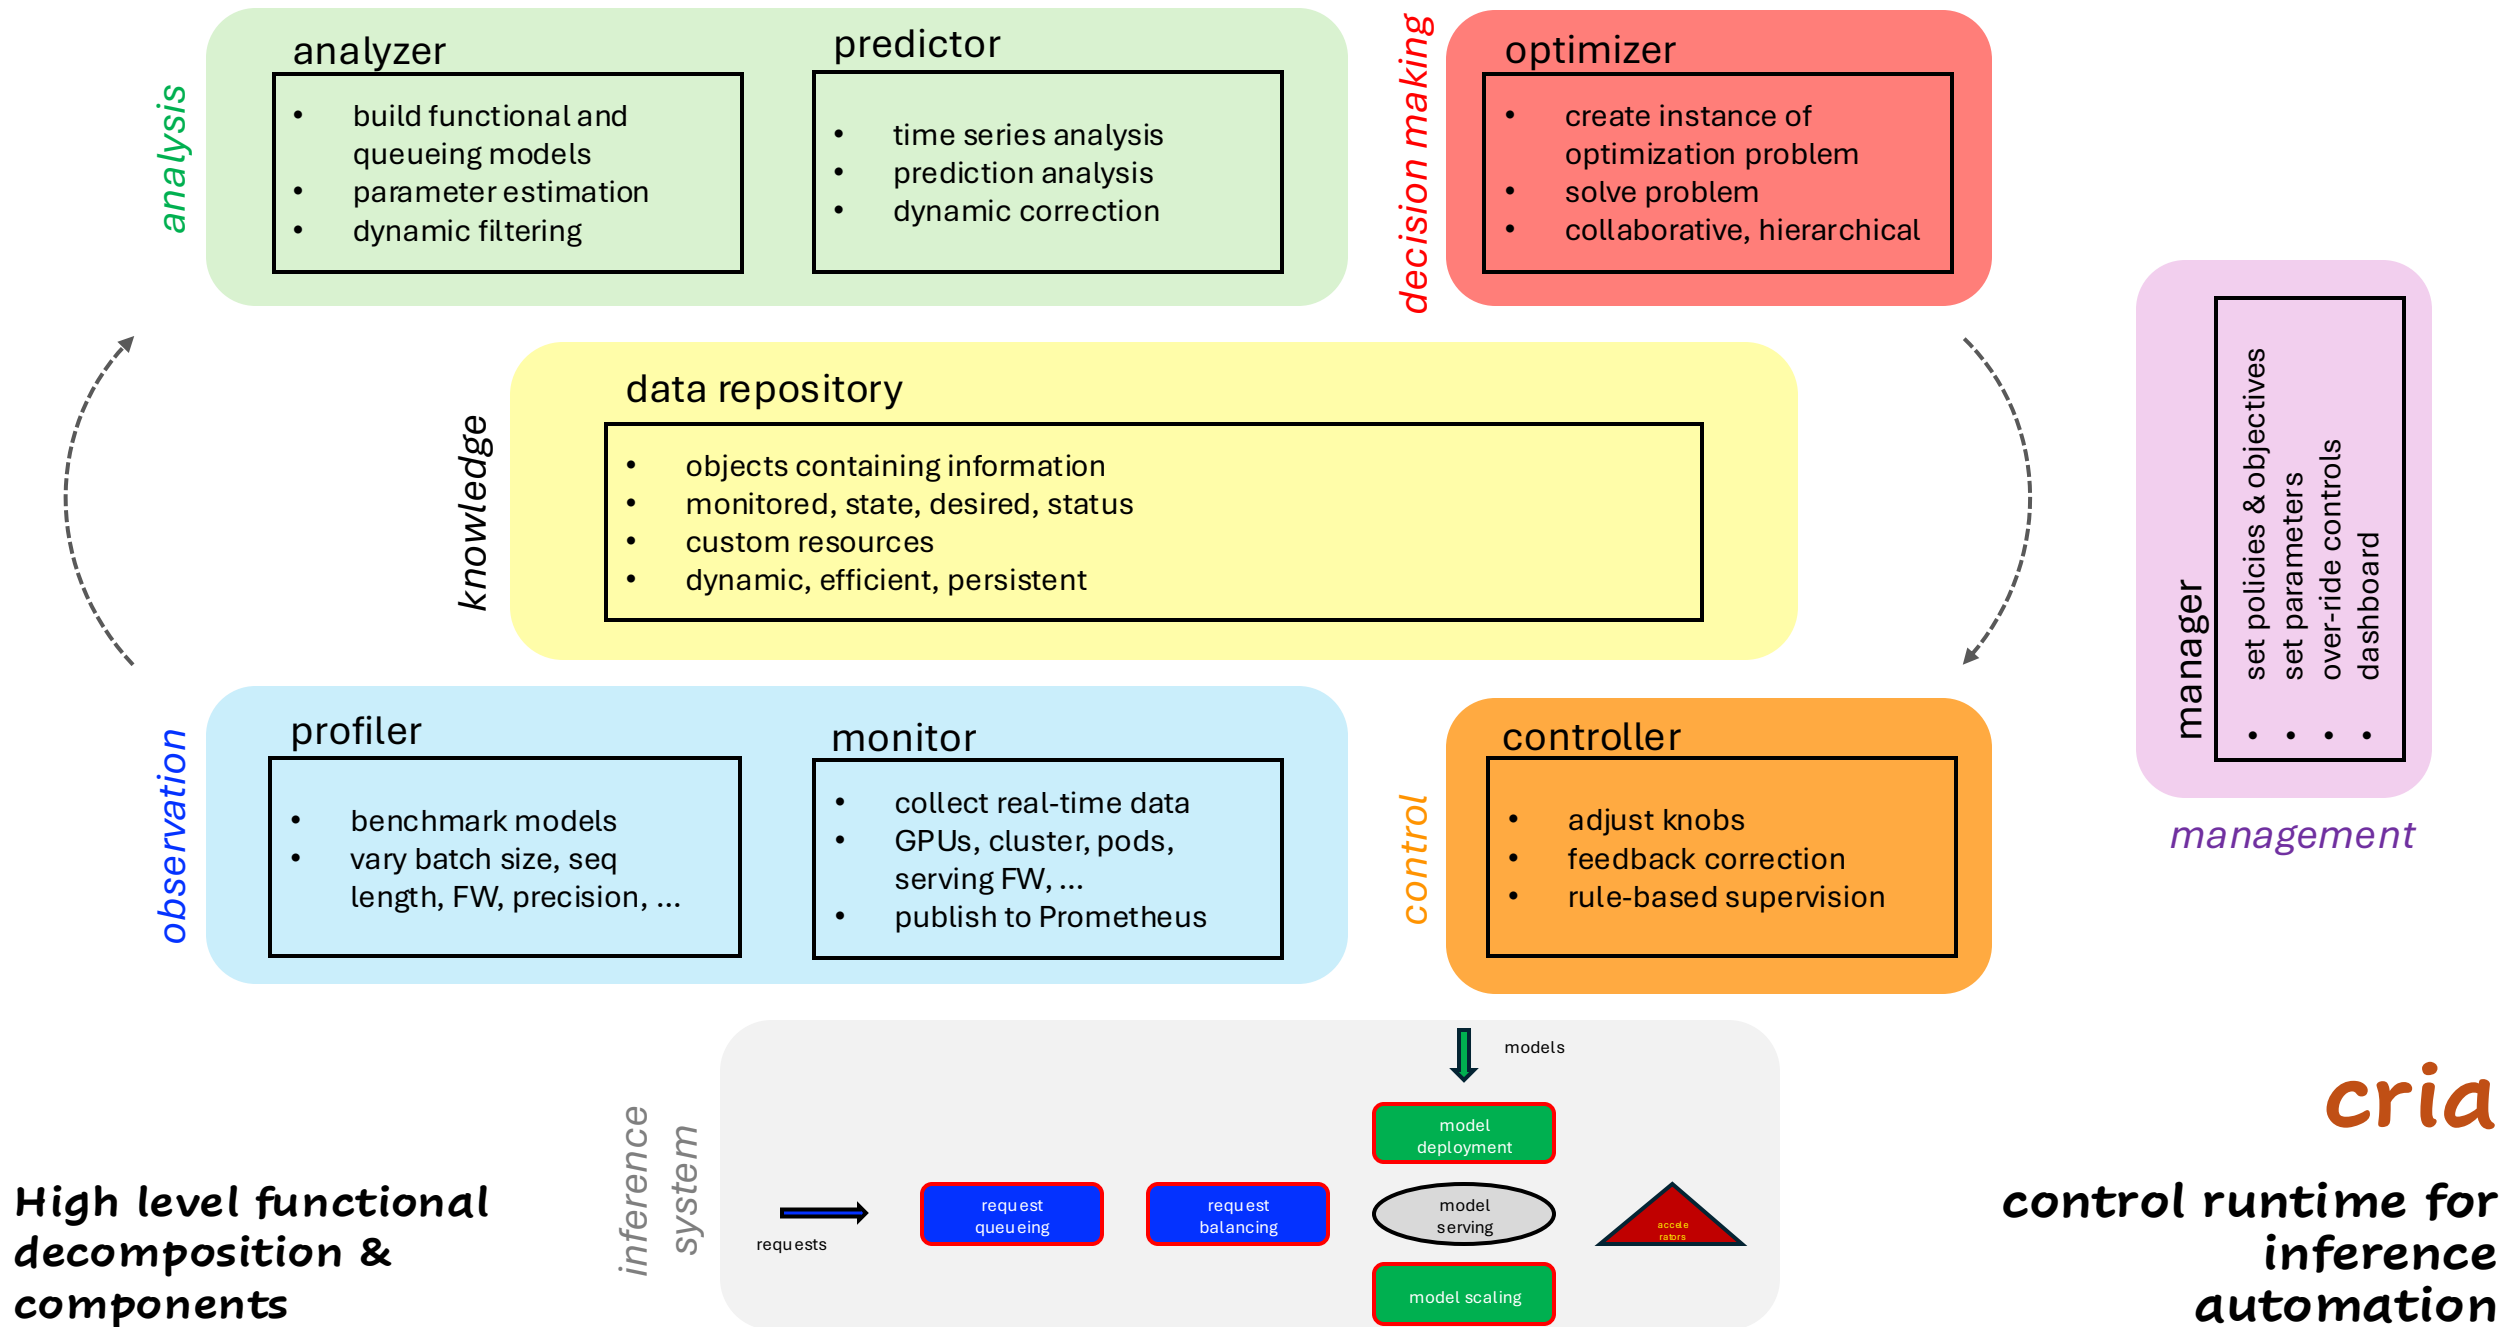 analysis
analyzer
• build functional and
queueing models
• parameter estimation
• dynamic filtering
predictor
• time series analysis
• prediction analysis
• dynamic correction
decision making
optimizer
• create instance of
optimization problem
• solve problem
• collaborative, hierarchical
knowledge
data repository
• objects containing information
• monitored, state, desired, status
• custom resources
• dynamic, efficient, persistent
manager
• set policies & objectives
• set parameters
• over-ride controls
• dashboard
management
observation
profiler
• benchmark models
• vary batch size, seq
length, FW, precision, ...
monitor
• collect real-time data
• GPUs, cluster, pods,
serving FW, ...
• publish to Prometheus
control
controller
• adjust knobs
• feedback correction
• rule-based supervision
inference
system
models
model
deployment
requests
request
queueing
request
balancing
model
serving
accele
rators
model scaling
High level functional
decomposition &
components
cria
control runtime for
inference
automation